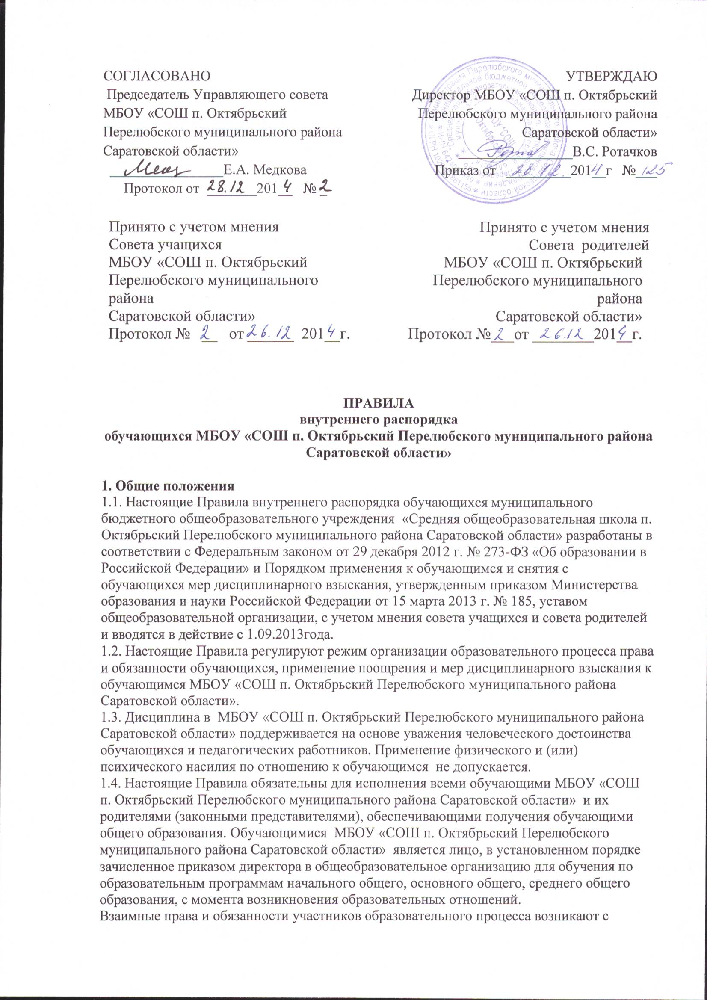 СОГЛАСОВАНО
Председатель Управляющего совета
МБОУ «СОШ п. Октябрьский
Перелюбского муниципального района
Саратовской области»
Е.А. Медкова
Протокол от 28.12 2014 № 2
УТВЕРЖДАЮ
Директор МБОУ «СОШ п. Октябрьский
Перелюбского муниципального района
Саратовской области»
В.С. Ротачков
Приказ от 28.12. 2014 г № 125
Принято с учетом мнения
Совета учащихся
МБОУ «СОШ п. Октябрьский
Перелюбского муниципального
района
Саратовской области»
Протокол № 2 от 26.12 2014 г.
Принято с учетом мнения
Совета родителей
МБОУ «СОШ п. Октябрьский
Перелюбского муниципального
района
Саратовской области»
Протокол № 2 от 26.12 2014 г.
ПРАВИЛА
внутреннего распорядка
обучающихся МБОУ «СОШ п. Октябрьский Перелюбского муниципального района
Саратовской области»
1. Общие положения
1.1. Настоящие Правила внутреннего распорядка обучающихся муниципального
бюджетного общеобразовательного учреждения «Средняя общеобразовательная школа п.
Октябрьский Перелюбского муниципального района Саратовской области» разработаны в
соответствии с Федеральным законом от 29 декабря 2012 г. № 273-ФЗ «Об образовании в
Российской Федерации» и Порядком применения к обучающимся и снятия с
обучающихся мер дисциплинарного взыскания, утвержденным приказом Министерства
образования и науки Российской Федерации от 15 марта 2013 г. № 185, уставом
общеобразовательной организации, с учетом мнения совета учащихся и совета родителей
и вводятся в действие с 1.09.2013года.
1.2. Настоящие Правила регулируют режим организации образовательного процесса права
и обязанности обучающихся, применение поощрения и мер дисциплинарного взыскания к
обучающимся МБОУ «СОШ п. Октябрьский Перелюбского муниципального района
Саратовской области».
1.3. Дисциплина в МБОУ «СОШ п. Октябрьский Перелюбского муниципального района
Саратовской области» поддерживается на основе уважения человеческого достоинства
обучающихся и педагогических работников. Применение физического и (или)
психического насилия по отношению к обучающимся не допускается.
1.4. Настоящие Правила обязательны для исполнения всеми обучающими МБОУ «СОШ
п. Октябрьский Перелюбского муниципального района Саратовской области» и их
родителями (законными представителями), обеспечивающими получения обучающими
общего образования. Обучающимися МБОУ «СОШ п. Октябрьский Перелюбского
муниципального района Саратовской области» является лицо, в установленном порядке
зачисленное приказом директора в общеобразовательное организацию для обучения по
образовательным программам начального общего, основного общего, среднего общего
образования, с момента возникновения образовательных отношений.
Взаимные права и обязанности участников образовательного процесса возникают с